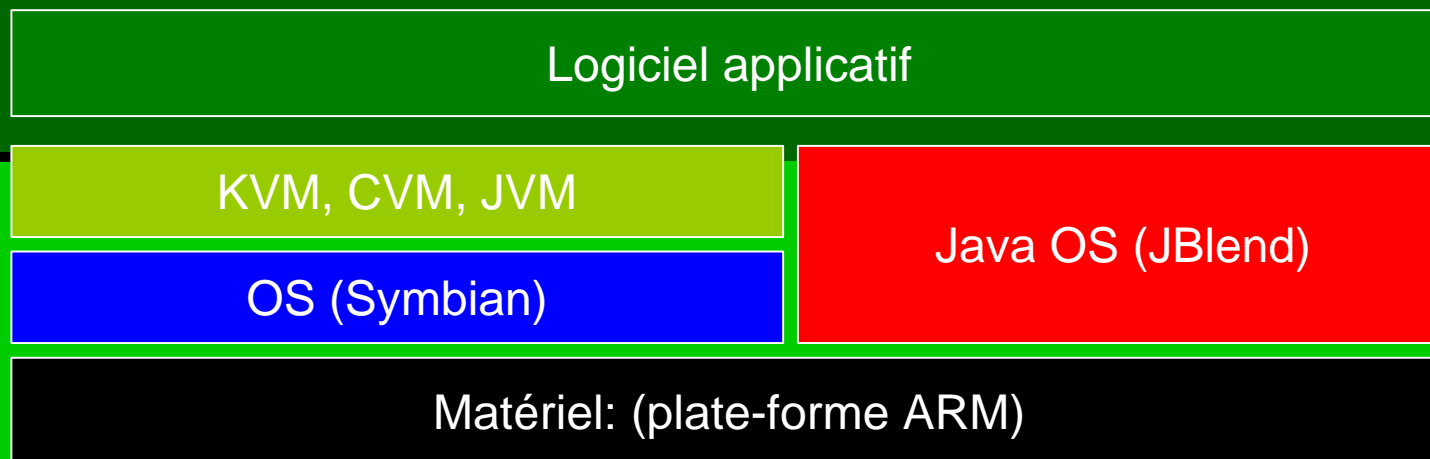 Logiciel applicatif
KVM, CVM, JVM
OS (Symbian)
Java OS (JBlend)
Matériel: (plate-forme ARM)